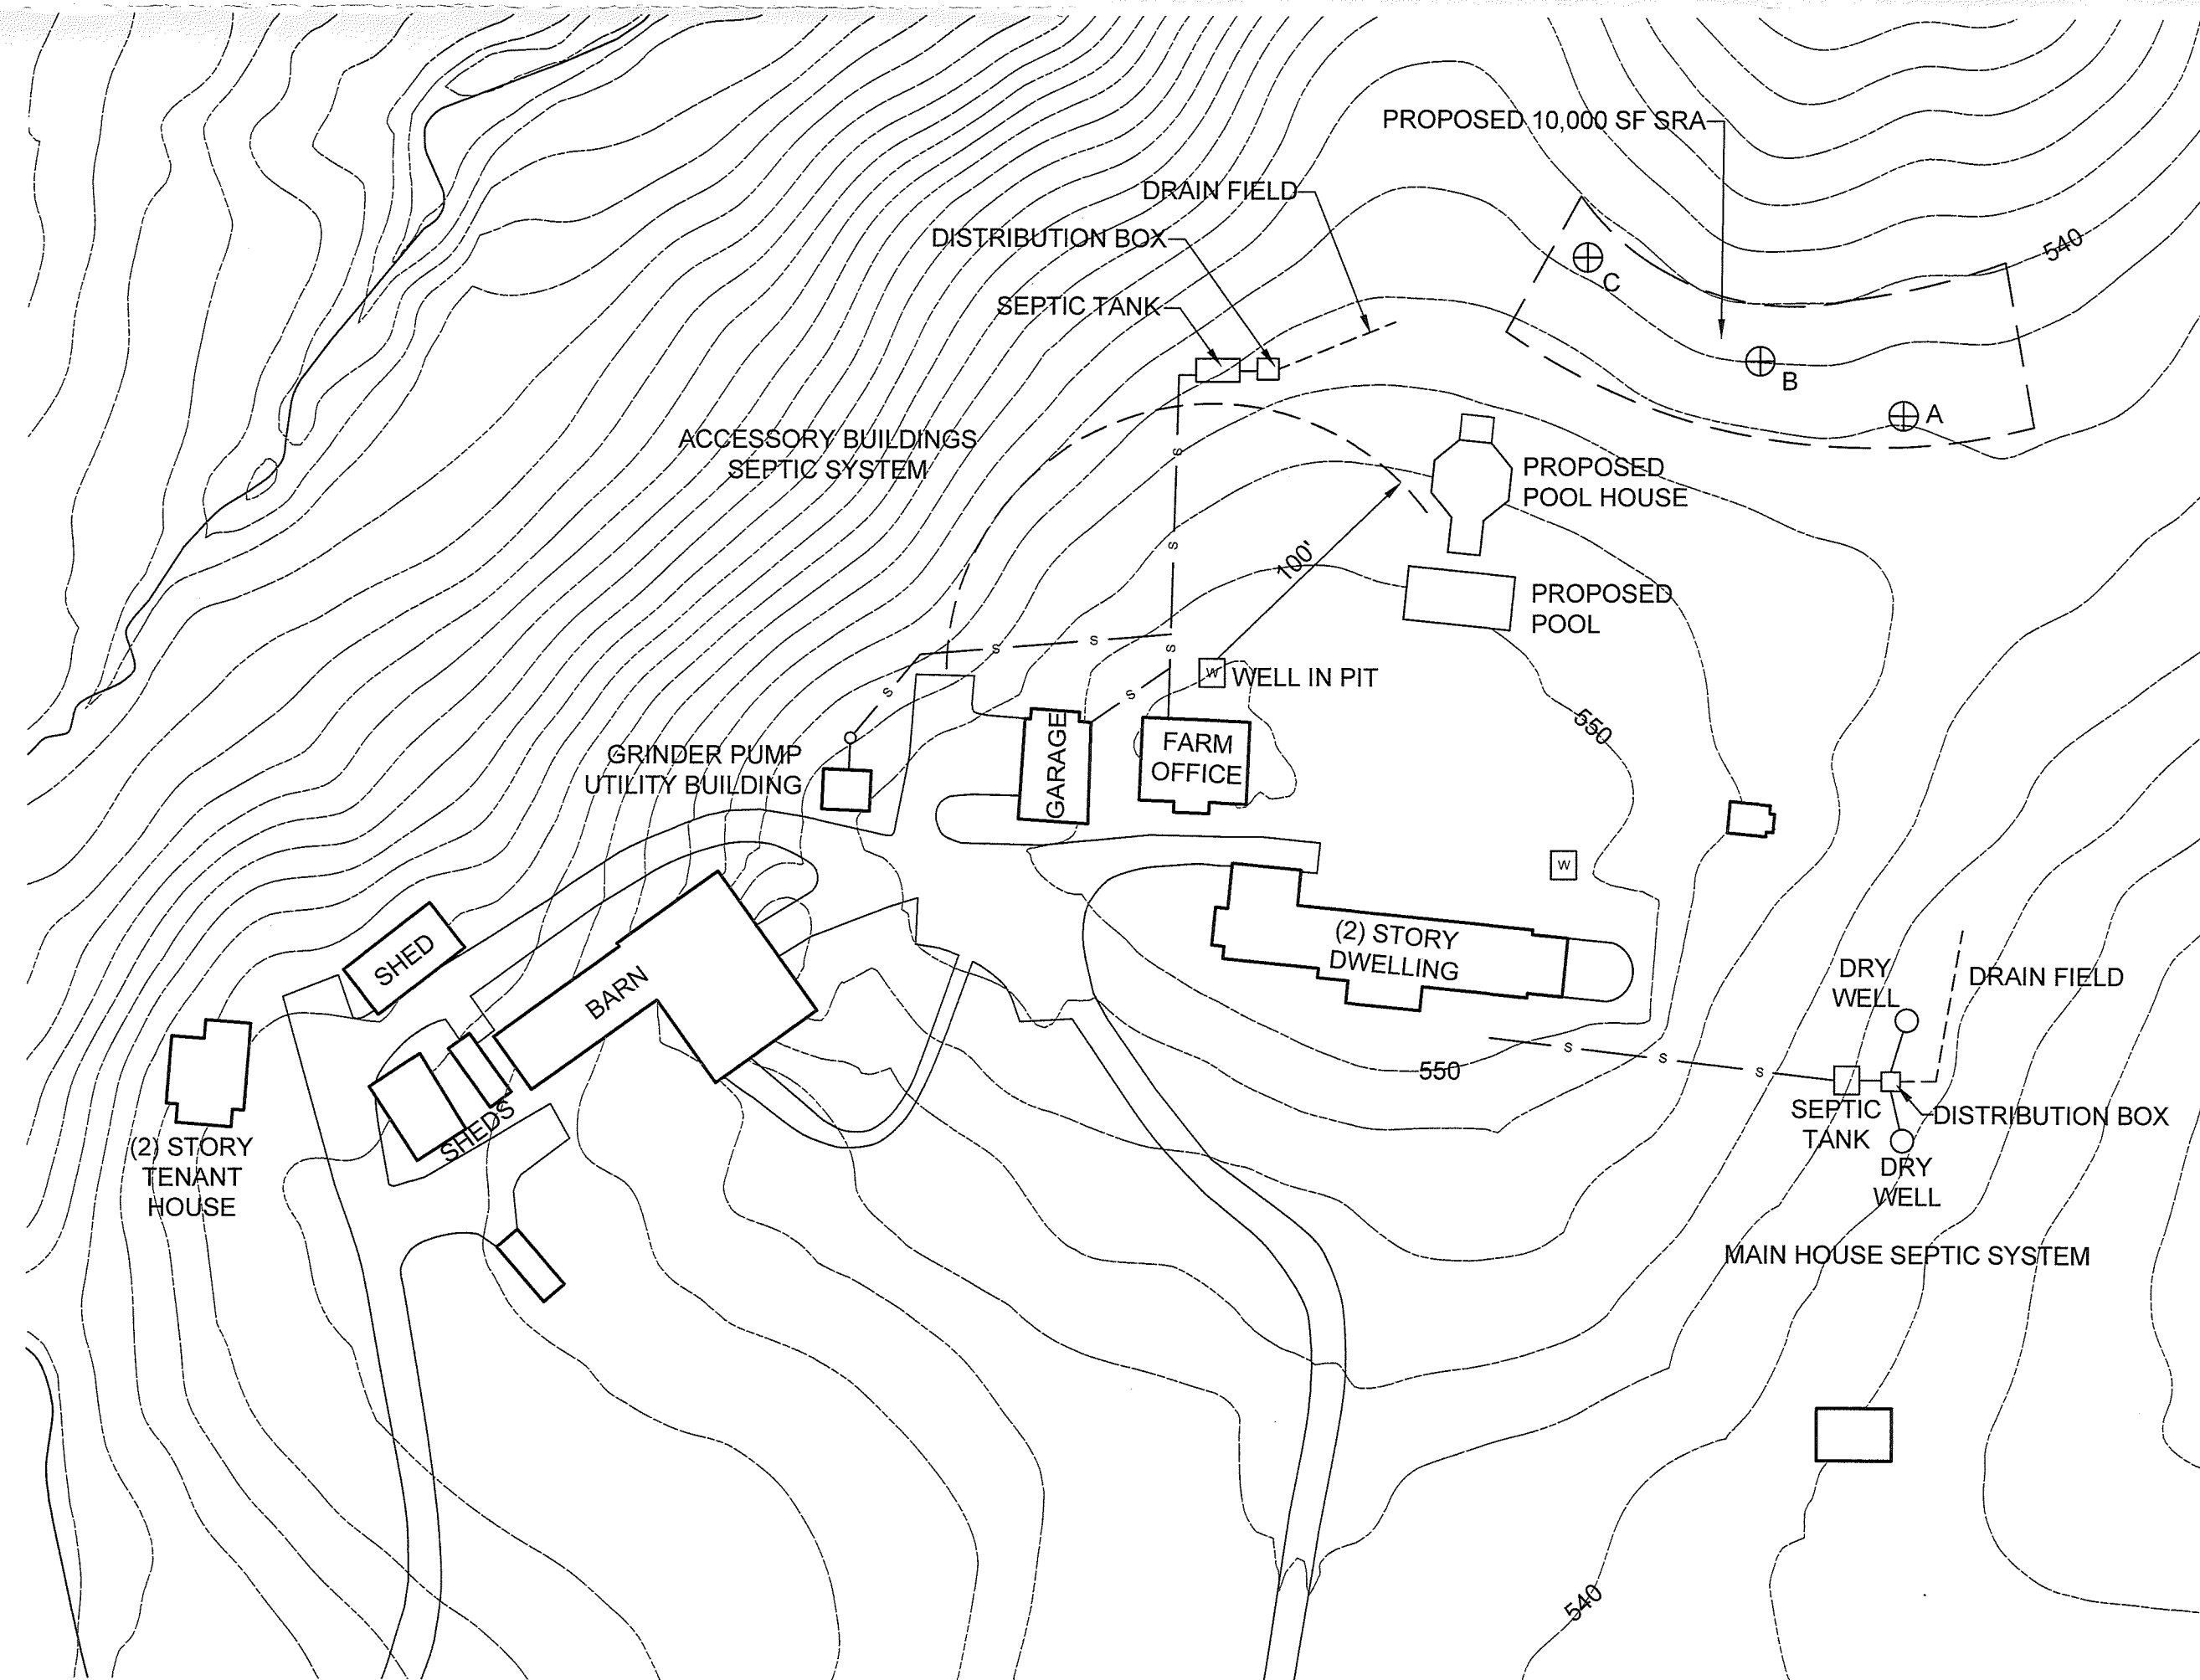 PROPOSED 10,000 SF SRA
DRAIN FIELD
DISTRIBUTION BOX
540
C
SEPTIC TANK
B
A
ACCESSORY BUILDINGS
SEPTIC SYSTEM
S
PROPOSED
POOL HOUSE
S
100'
PROPOSED
POOL
S
S
S
W
WELL IN PIT
S
S
550
GRINDER PUMP
UTILITY BUILDING
GARAGE
FARM
OFFICE
W
SHED
BARN
(2) STORY
DWELLING
DRY
WELL
DRAIN FIELD
S
S
S
550
SEPTIC
TANK
DISTRIBUTION BOX
SHEDS
(2) STORY
TENANT
HOUSE
DRY
WELL
MAIN HOUSE SEPTIC SYSTEM
540